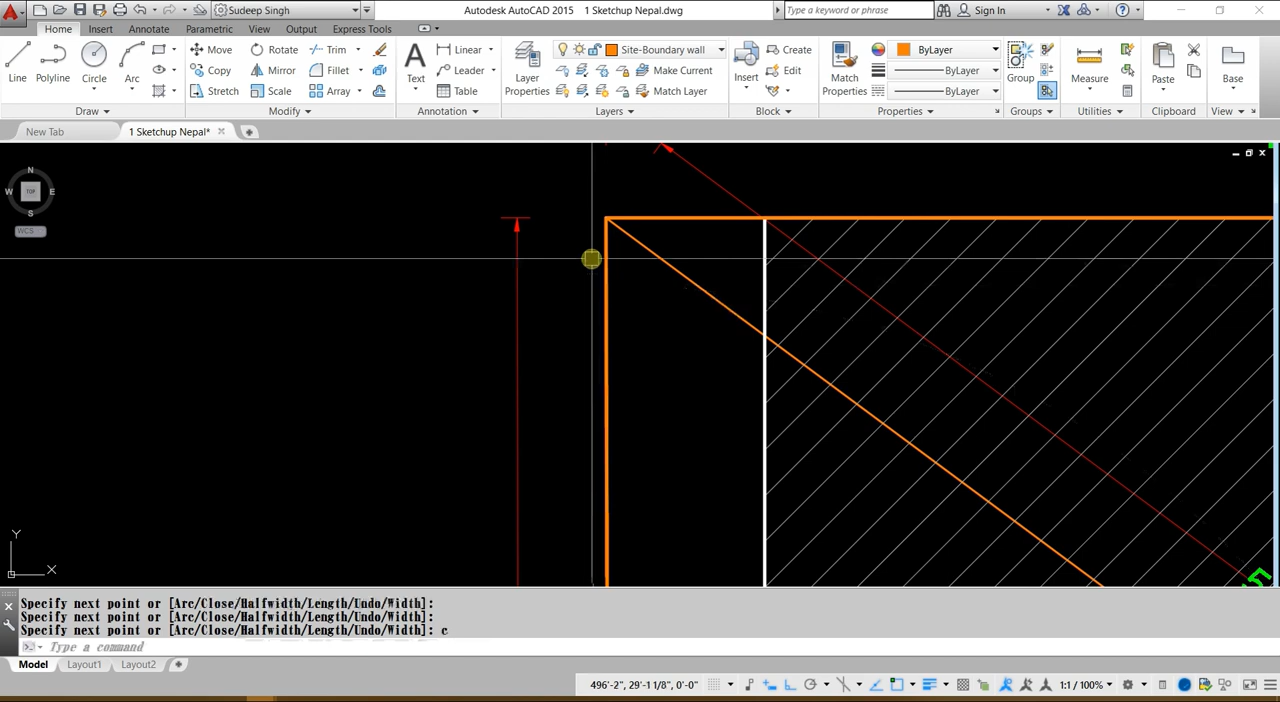 Sudeep Singh
Autodesk AutoCAD 2015 1 Sketchup Nepal.dwg
Type a keyword or phrase
Sign In
Home Insert Annotate Parametric View Output Express Tools
Line Polyline Circle Arc
Move Rotate Trim
Copy Mirror Fillet
Stretch Scale Array
Text Linear
Leader
Table
Layer Properties
Site-Boundary wall
Make Current
Match Layer
Insert Create
Edit
Match Properties
ByLayer
ByLayer
ByLayer
Group Measure Paste Base
Draw Modify Annotation Layers Block Properties Groups Utilities Clipboard View
New Tab 1 Sketchup Nepal*
N
W TOP E
S
WCS
Y
X
Specify next point or [Arc/Close/Halfwidth/Length/Undo/Width]:
Specify next point or [Arc/Close/Halfwidth/Length/Undo/Width]:
Specify next point or [Arc/Close/Halfwidth/Length/Undo/Width]: c
Type a command
Model Layout1 Layout2
496'-2", 29'-1 1/8", 0'-0" 1:1 / 100%